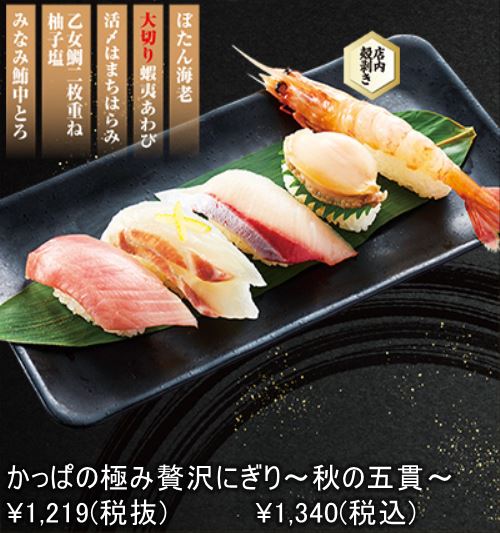 ぼたん海老
大切り蝦夷あわび
活〆はまちはらみ
乙女鯛二枚重ね
柚子塩
みなみ鮪中とろ
店内
殻剥き
かっぱの極み贅沢にぎり～秋の五貫～
¥1,219(税抜) ¥1,340(税込)